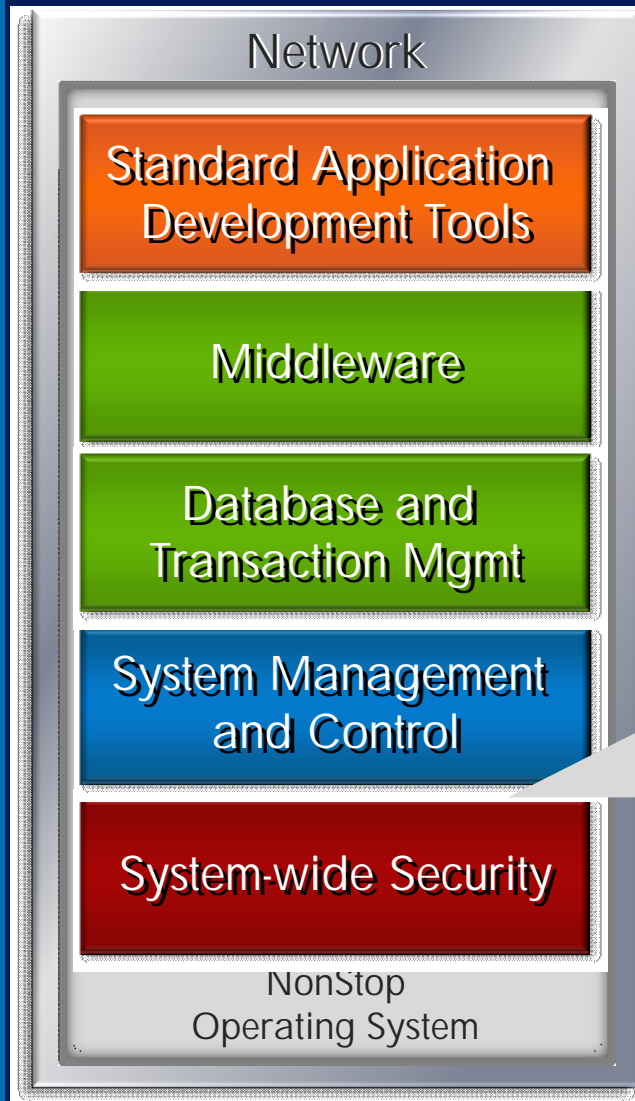 Network
Standard Application
Development Tools
Middleware
Database and
Transaction Mgmt
System Management
and Control
System-wide Security
NonStop
Operating System